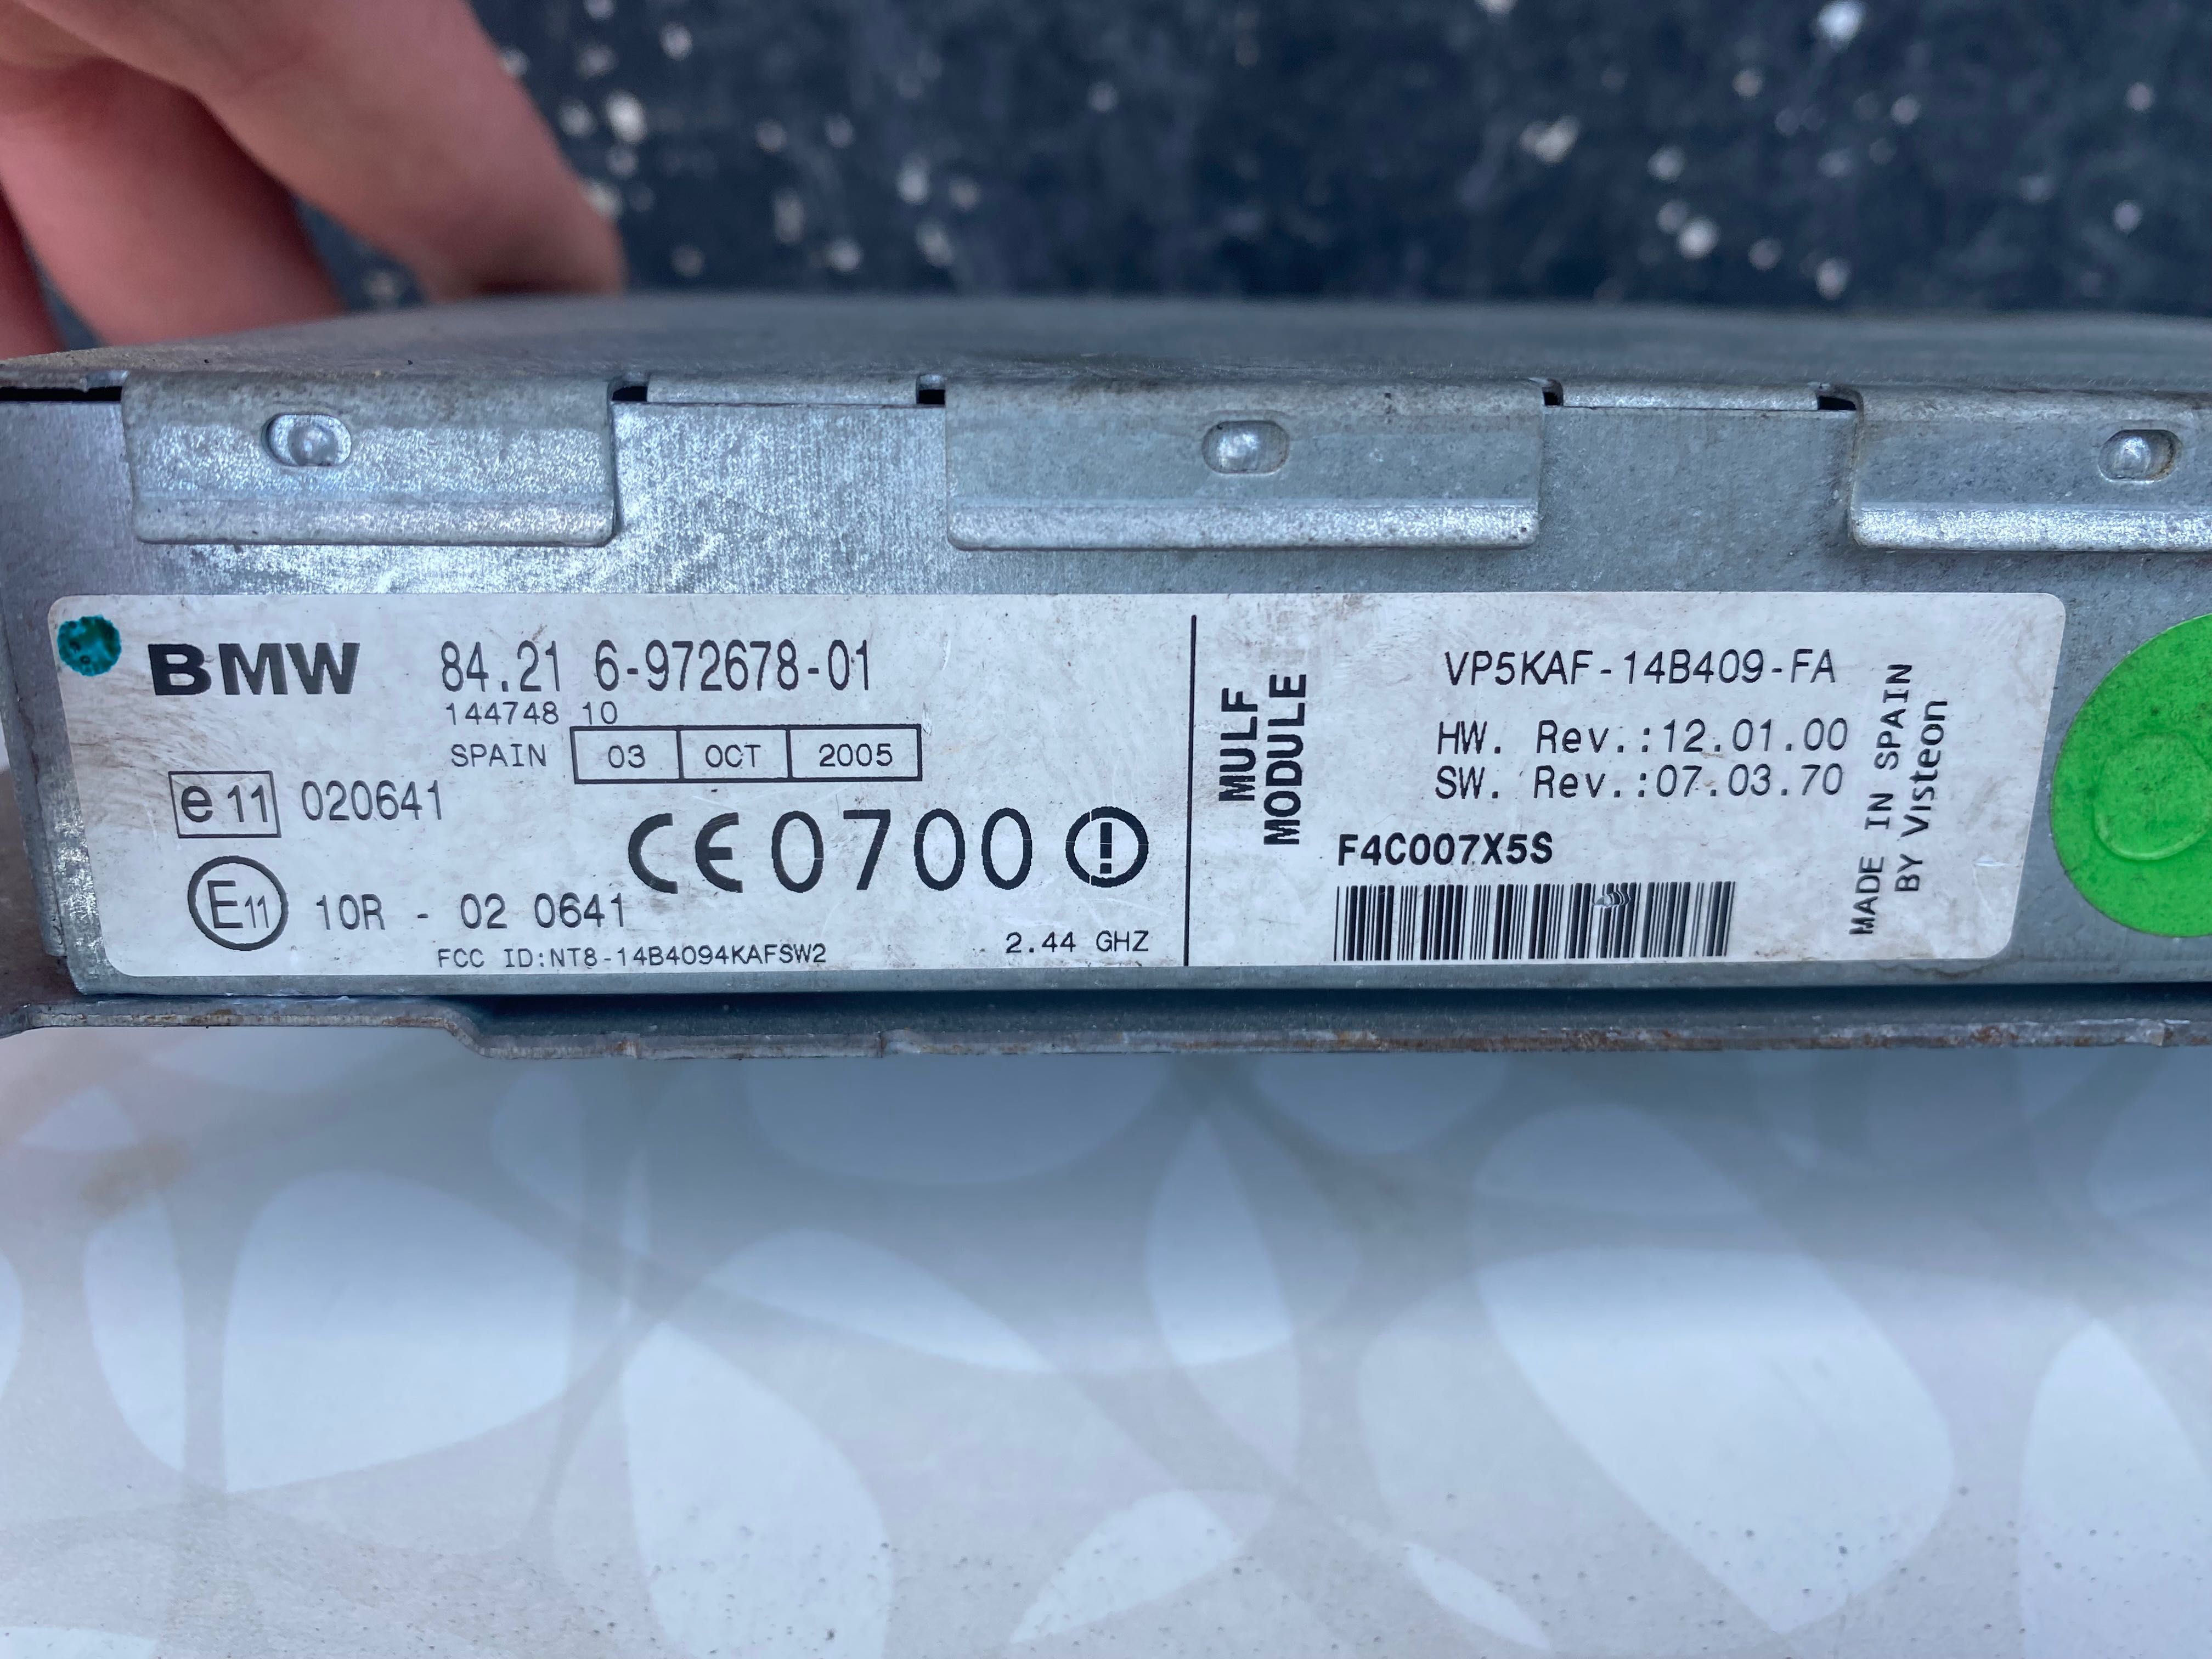 BMW 84.21 6-972678-01
144748 10
SPAIN 03 OCT 2005
e11 020641
CE0700
E11 10R - 02 0641
FCC ID:NT8-14B4094KAFSW2
2.44 GHZ
MULF
MODULE
VP5KAF-14B409-FA
HW. Rev.:12.01.00
SW. Rev.:07.03.70
F4C007X5S
MADE IN SPAIN
BY Visteon